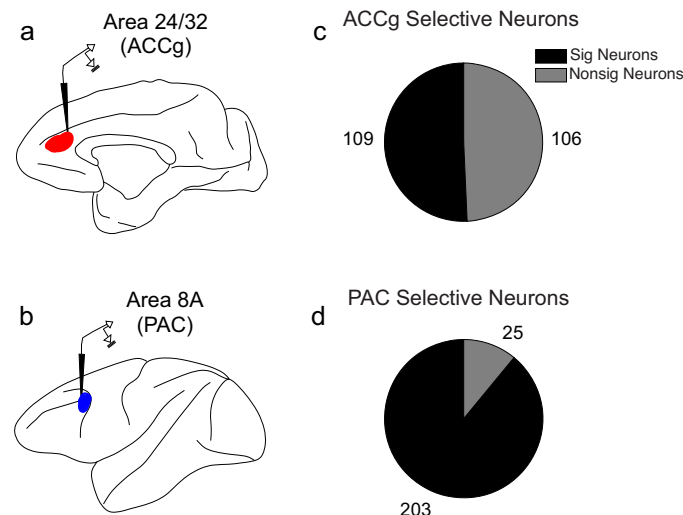 a
Area 24/32
(ACCg)
c
ACCg Selective Neurons
Sig Neurons
Nonsig Neurons
109
106
b
Area 8A
(PAC)
d
PAC Selective Neurons
25
203